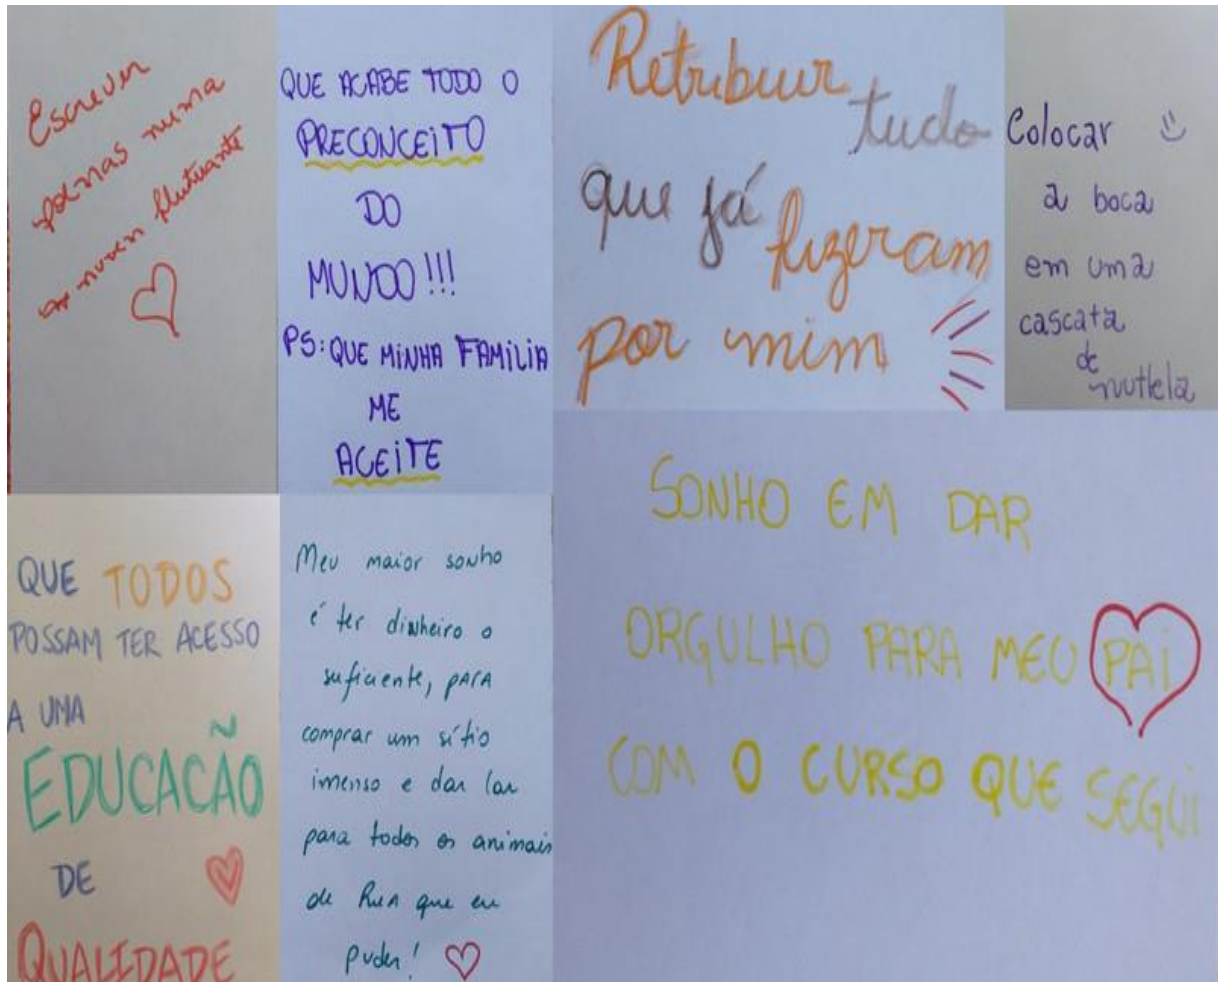 Escrever
poemas numa
nuvem flutuante
QUE ACABE TODO O
PRECONCEITO
DO
MUNDO!!!
PS: QUE MINHA FAMILIA
ME
ACEITE
Retribuir
tudo
que já
fizeram
por mim
Colocar
a boca
em uma
cascata
de
nutlela
QUE TODOS
POSSAM TER ACESSO
A UMA
EDUCACÃO
DE
QUALIDADE
Meu maior sonho
é ter dinheiro o
suficiente, PARA
comprar um sítio
imenso e dar lar
para todos os animais
de Rua que eu
puder!
SONHO EM DAR
ORGULHO PARA MEU PAI
COM O CURSO QUE SEGUI